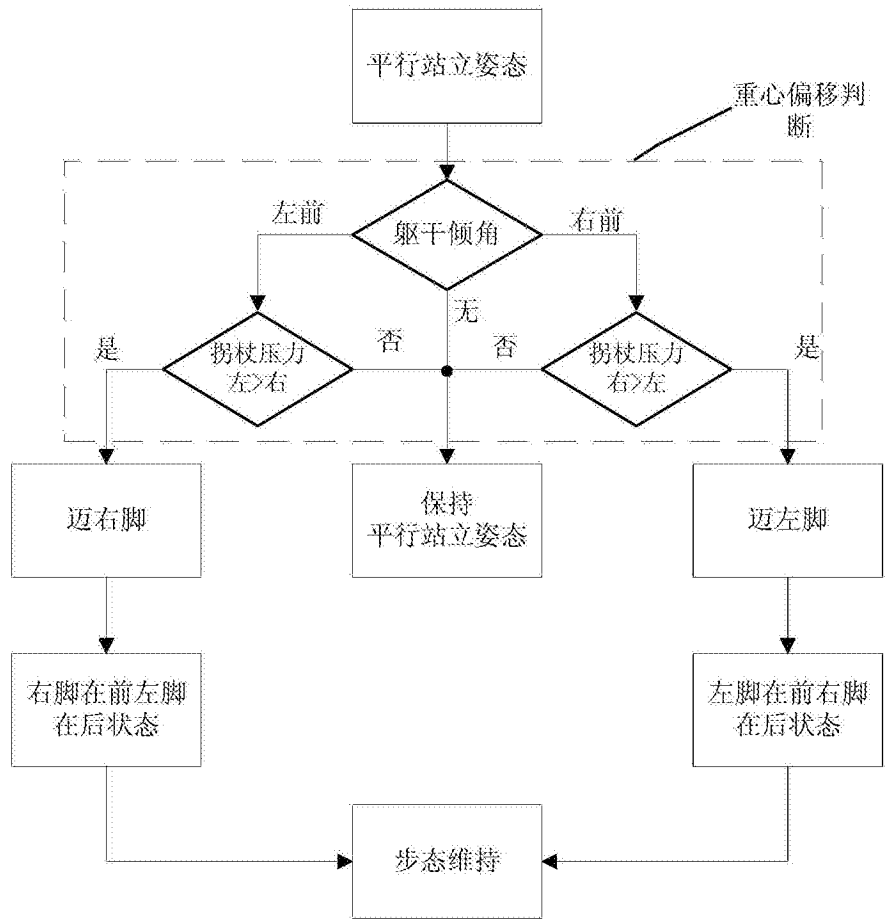 平行站立姿态
重心偏移判
断
左前
躯干倾角
右前
无
是
拐杖压力
左>右
否
否
拐杖压力
右>左
是
迈右脚
保持
平行站立姿态
迈左脚
右脚在前左脚
在后状态
左脚在前右脚
在后状态
步态维持